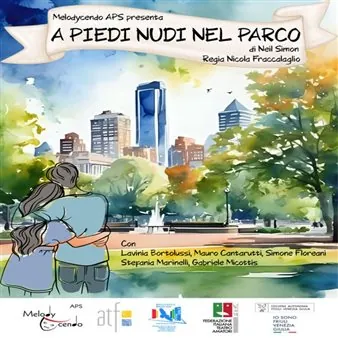 Melodycendo APS presenta
A PIEDI NUDI NEL PARCO
di Neil Simon
Regia Nicola Fraccalaglio
Con
Lavinia Bortolussi, Mauro Cantarutti, Simone Floreani
Stefania Marinelli, Gabriele Micottis
APS
Melody
cendo
atf
FEDERAZIONE
ITALIANA
TEATRO
AMATORI
IO SONO
FRIULI
VENEZIA
GIULIA